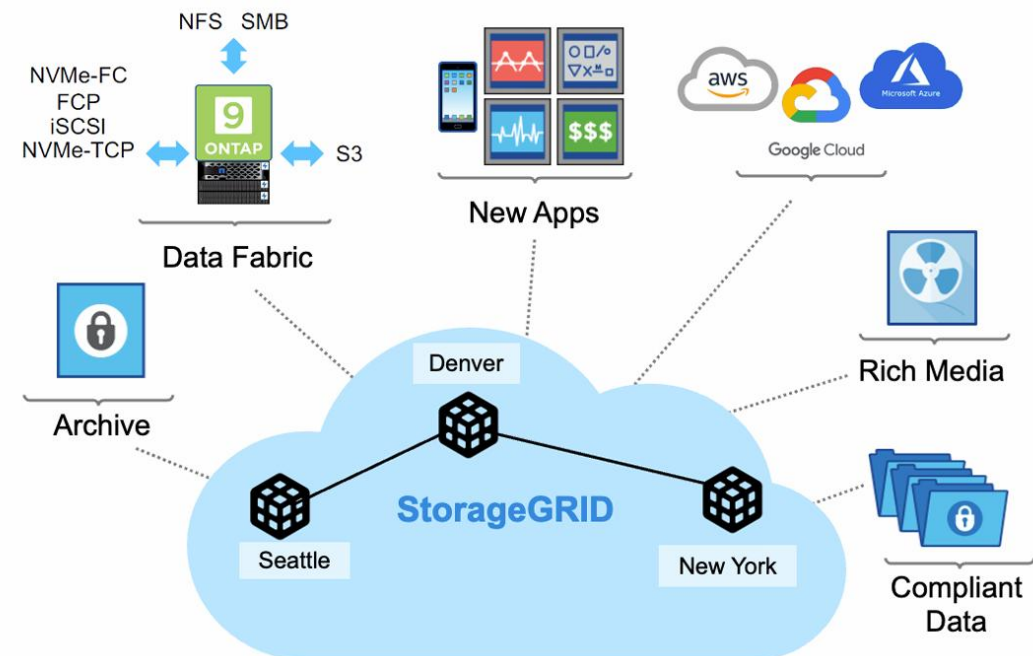 NFS SMB
NVMe-FC
FCP
iSCSI
NVMe-TCP
9
ONTAP
S3
Data Fabric
$$$
New Apps
aws
Microsoft Azure
Google Cloud
Archive
Rich Media
Denver
StorageGRID
Seattle
New York
Compliant
Data